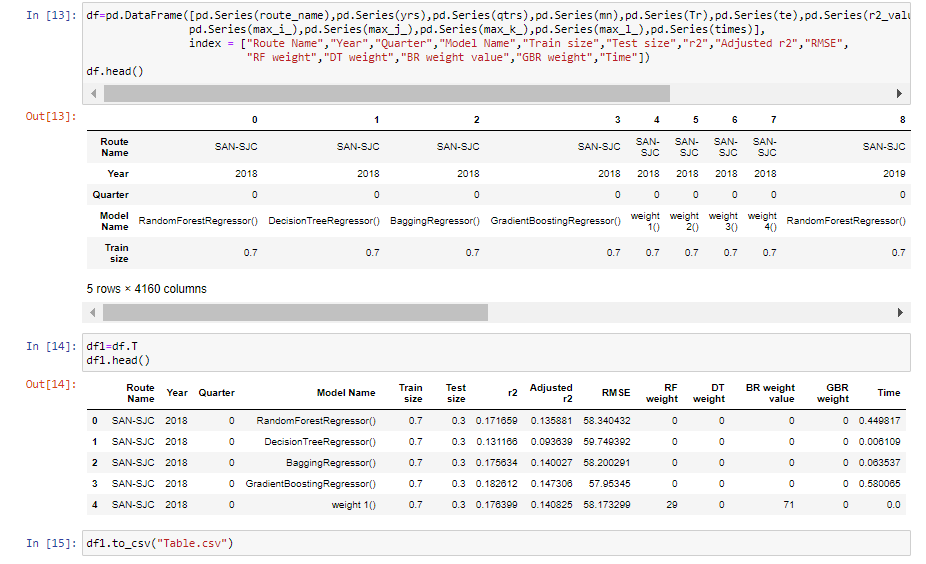 In [13]: df=pd.DataFrame([pd.Series(route_name),pd.Series(yrs),pd.Series(qtrs),pd.Series(mn),pd.Series(Tr),pd.Series(te),pd.Series(r2_valu
pd.Series(max_i_),pd.Series(max_j_),pd.Series(max_k_),pd.Series(max_l_),pd.Series(times)],
index = ["Route Name","Year","Quarter","Model Name","Train size","Test size","r2","Adjusted r2","RMSE",
"RF weight","DT weight","BR weight value","GBR weight","Time"])
df.head()
Out[13]:
0 1 2 3 4 5 6 7 8
Route Name SAN-SJC SAN-SJC SAN-SJC SAN-SJC SAN-SJC SAN-SJC SAN-SJC SAN-SJC SAN-SJC
Year 2018 2018 2018 2018 2018 2018 2018 2018 2019
Quarter 0 0 0 0 0 0 0 0 0
Model Name RandomForestRegressor() DecisionTreeRegressor() BaggingRegressor() GradientBoostingRegressor() weight 1() weight 2() weight 3() weight 4() RandomForestRegressor()
Train size 0.7 0.7 0.7 0.7 0.7 0.7 0.7 0.7 0.7
5 rows × 4160 columns
In [14]: df1=df.T
df1.head()
Out[14]:
Route Name Year Quarter Model Name Train size Test size r2 Adjusted r2 RMSE RF weight DT weight BR weight value GBR weight Time
0 SAN-SJC 2018 0 RandomForestRegressor() 0.7 0.3 0.171659 0.135881 58.340432 0 0 0 0 0.449817
1 SAN-SJC 2018 0 DecisionTreeRegressor() 0.7 0.3 0.131166 0.093639 59.749392 0 0 0 0 0.006109
2 SAN-SJC 2018 0 BaggingRegressor() 0.7 0.3 0.175634 0.140027 58.200291 0 0 0 0 0.063537
3 SAN-SJC 2018 0 GradientBoostingRegressor() 0.7 0.3 0.182612 0.147306 57.95345 0 0 0 0 0.580065
4 SAN-SJC 2018 0 weight 1() 0.7 0.3 0.176399 0.140825 58.173299 29 0 71 0 0.0
In [15]: df1.to_csv("Table.csv")